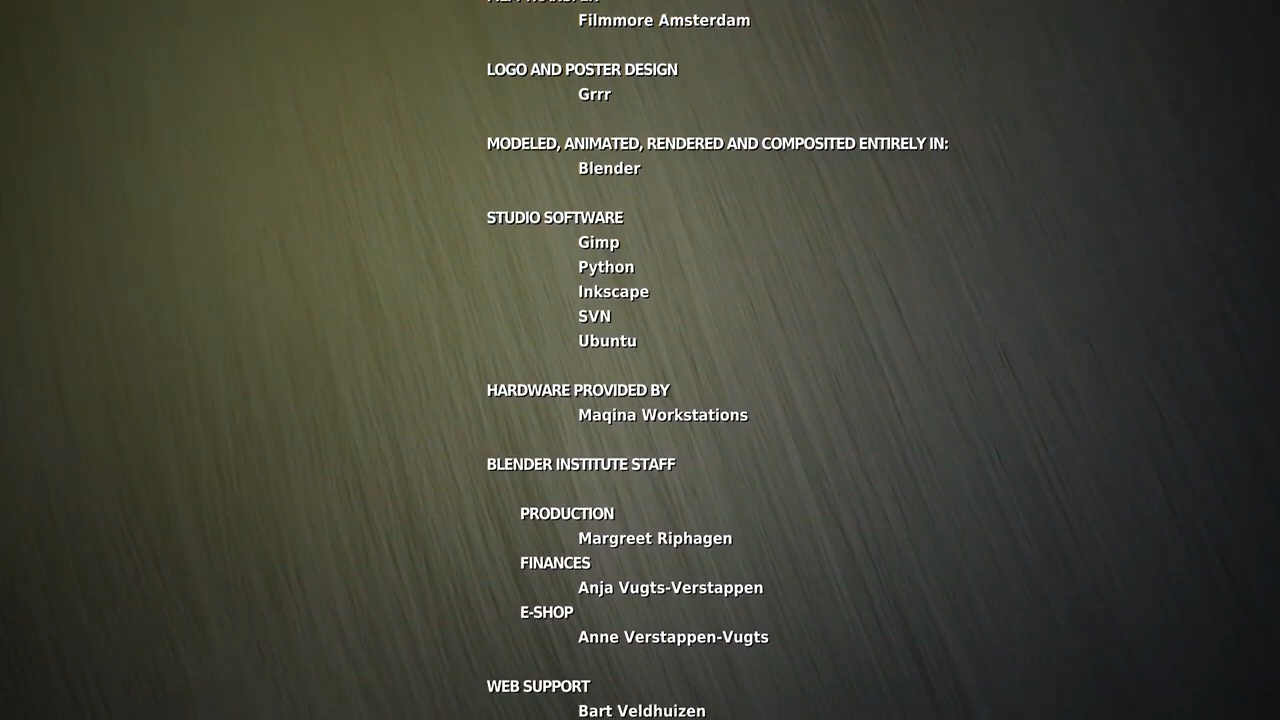 Filmmore Amsterdam
LOGO AND POSTER DESIGN
Grrr
MODELED, ANIMATED, RENDERED AND COMPOSITED ENTIRELY IN:
Blender
STUDIO SOFTWARE
Gimp
Python
Inkscape
SVN
Ubuntu
HARDWARE PROVIDED BY
Maqina Workstations
BLENDER INSTITUTE STAFF
PRODUCTION
Margreet Riphagen
FINANCES
Anja Vugts-Verstappen
E-SHOP
Anne Verstappen-Vugts
WEB SUPPORT
Bart Veldhuizen